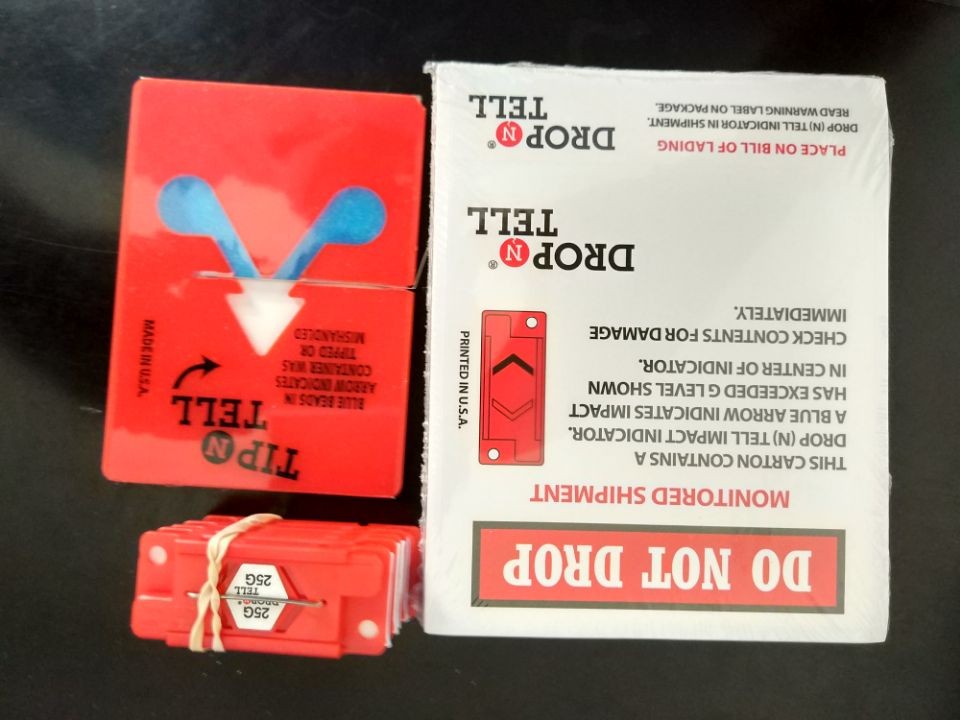 DO NOT DROP
MONITORED SHIPMENT
THIS CARTON CONTAINS A
DROP (N) TELL IMPACT INDICATOR.
A BLUE ARROW INDICATES IMPACT
HAS EXCEEDED G LEVEL SHOWN
IN CENTER OF INDICATOR.
CHECK CONTENTS FOR DAMAGE
IMMEDIATELY.
PRINTED IN U.S.A.
DROP N®
TELL
PLACE ON BILL OF LADING
DROP (N) TELL INDICATOR IN SHIPMENT.
READ WARNING LABEL ON PACKAGE.
DROP N®
TELL
TIP N
TELL
BLUE BEADS IN
ARROW INDICATES
CONTAINER WAS
TIPPED OR
MISHANDLED
MADE IN U.S.A.
25G
DROP N
TELL
25G